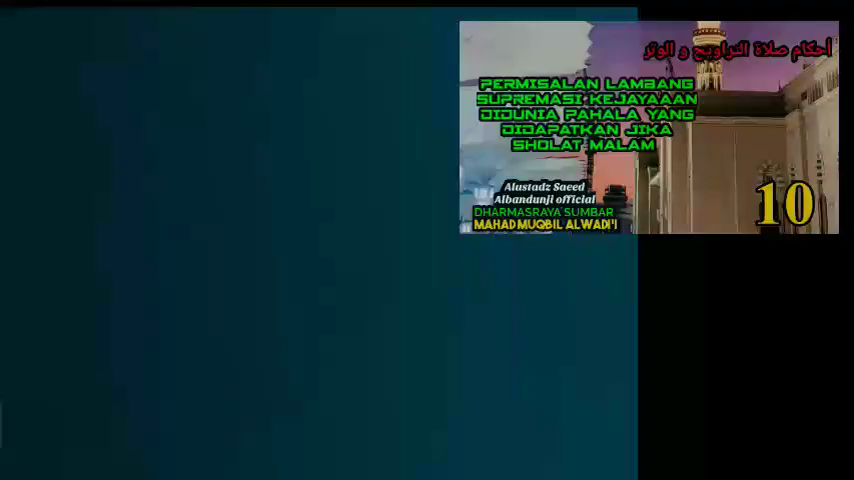 أحكام صلاة التراويح و الوتر
PERMISALAN LAMBANG
SUPREMASI KEJAYAAAN
DIDUNIA PAHALA YANG
DIDAPATKAN JIKA
SHOLAT MALAM
Alustadz Saeed
Albandunji official
DHARMASRAYA SUMBAR
MAHAD MUQBIL ALWADI'I
10